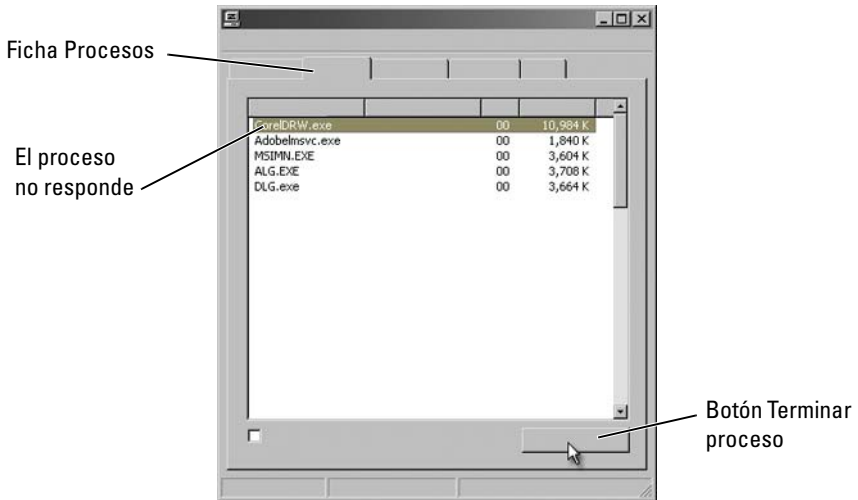 Ficha Procesos
El proceso
no responde
CorelDRW.exe 00 10,984 K
Adobelmsvc.exe 00 1,840 K
MSIMN.EXE 00 3,604 K
ALG.EXE 00 3,708 K
DLG.exe 00 3,664 K
Botón Terminar
proceso